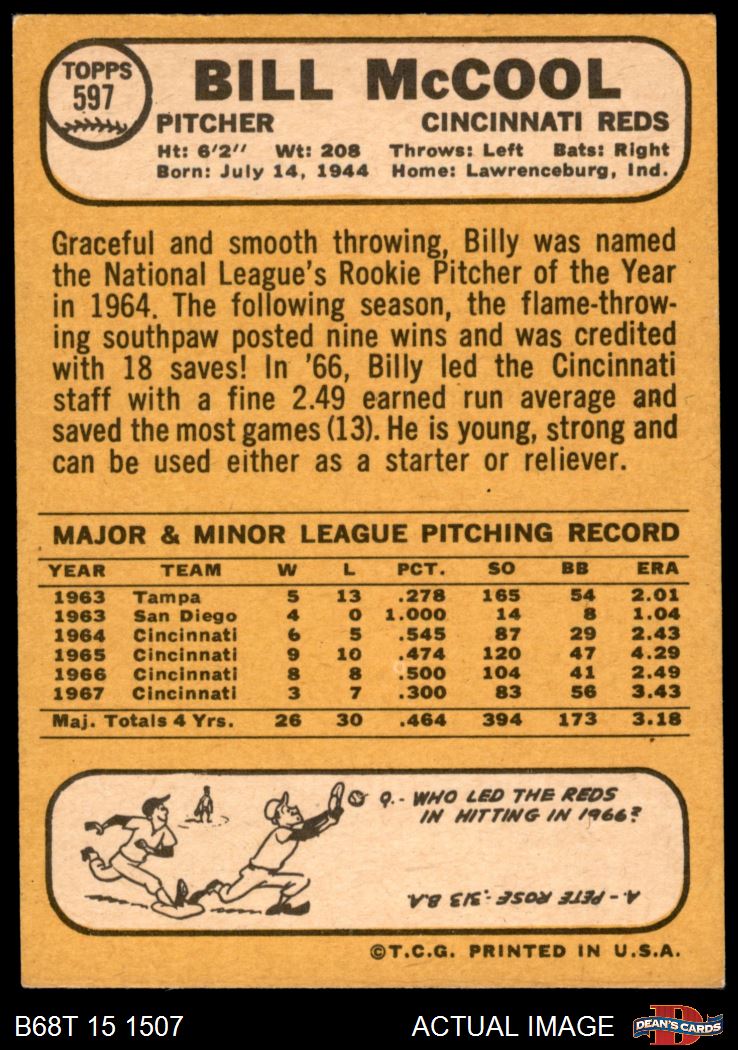 TOPPS
597
BILL McCOOL
PITCHER CINCINNATI REDS
Ht: 6'2" Wt: 208 Throws: Left Bats: Right
Born: July 14, 1944 Home: Lawrenceburg, Ind.
Graceful and smooth throwing, Billy was named
the National League's Rookie Pitcher of the Year
in 1964. The following season, the flame-throw-
ing southpaw posted nine wins and was credited
with 18 saves! In '66, Billy led the Cincinnati
staff with a fine 2.49 earned run average and
saved the most games (13). He is young, strong and
can be used either as a starter or reliever.
MAJOR & MINOR LEAGUE PITCHING RECORD
YEAR TEAM W L PCT. SO BB ERA
1963 Tampa 5 13 .278 165 54 2.01
1963 San Diego 4 0 1.000 14 8 1.04
1964 Cincinnati 6 5 .545 87 29 2.43
1965 Cincinnati 9 10 .474 120 47 4.29
1966 Cincinnati 8 8 .500 104 41 2.49
1967 Cincinnati 3 7 .300 83 56 3.43
Maj. Totals 4 Yrs. 26 30 .464 394 173 3.18
Q.- WHO LED THE REDS
IN HITTING IN 1966?
A.- PETE ROSE .313 B.A.
©T.C.G. PRINTED IN U.S.A.
B68T 15 1507 ACTUAL IMAGE D DEAN'S CARDS